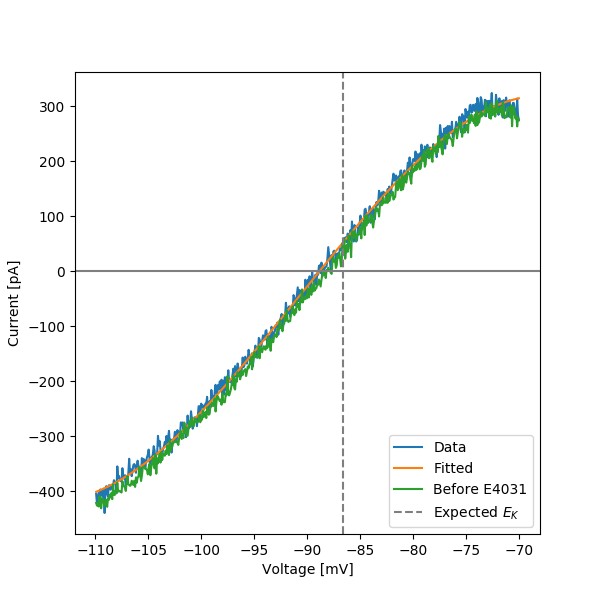 300
200
100
0
−100
−200
−300
−400
Current [pA]
Data
Fitted
Before E4031
Expected E_K
−110 −105 −100 −95 −90 −85 −80 −75 −70
Voltage [mV]